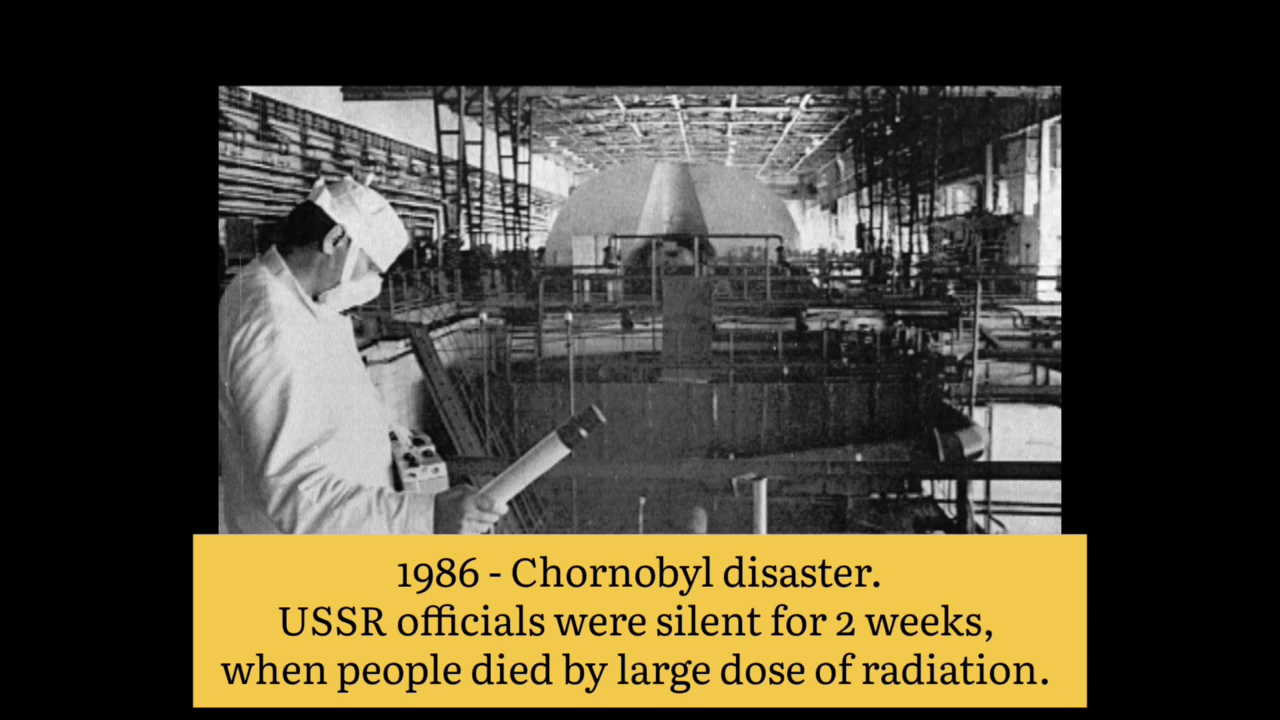 1986 - Chornobyl disaster.
USSR officials were silent for 2 weeks,
when people died by large dose of radiation.